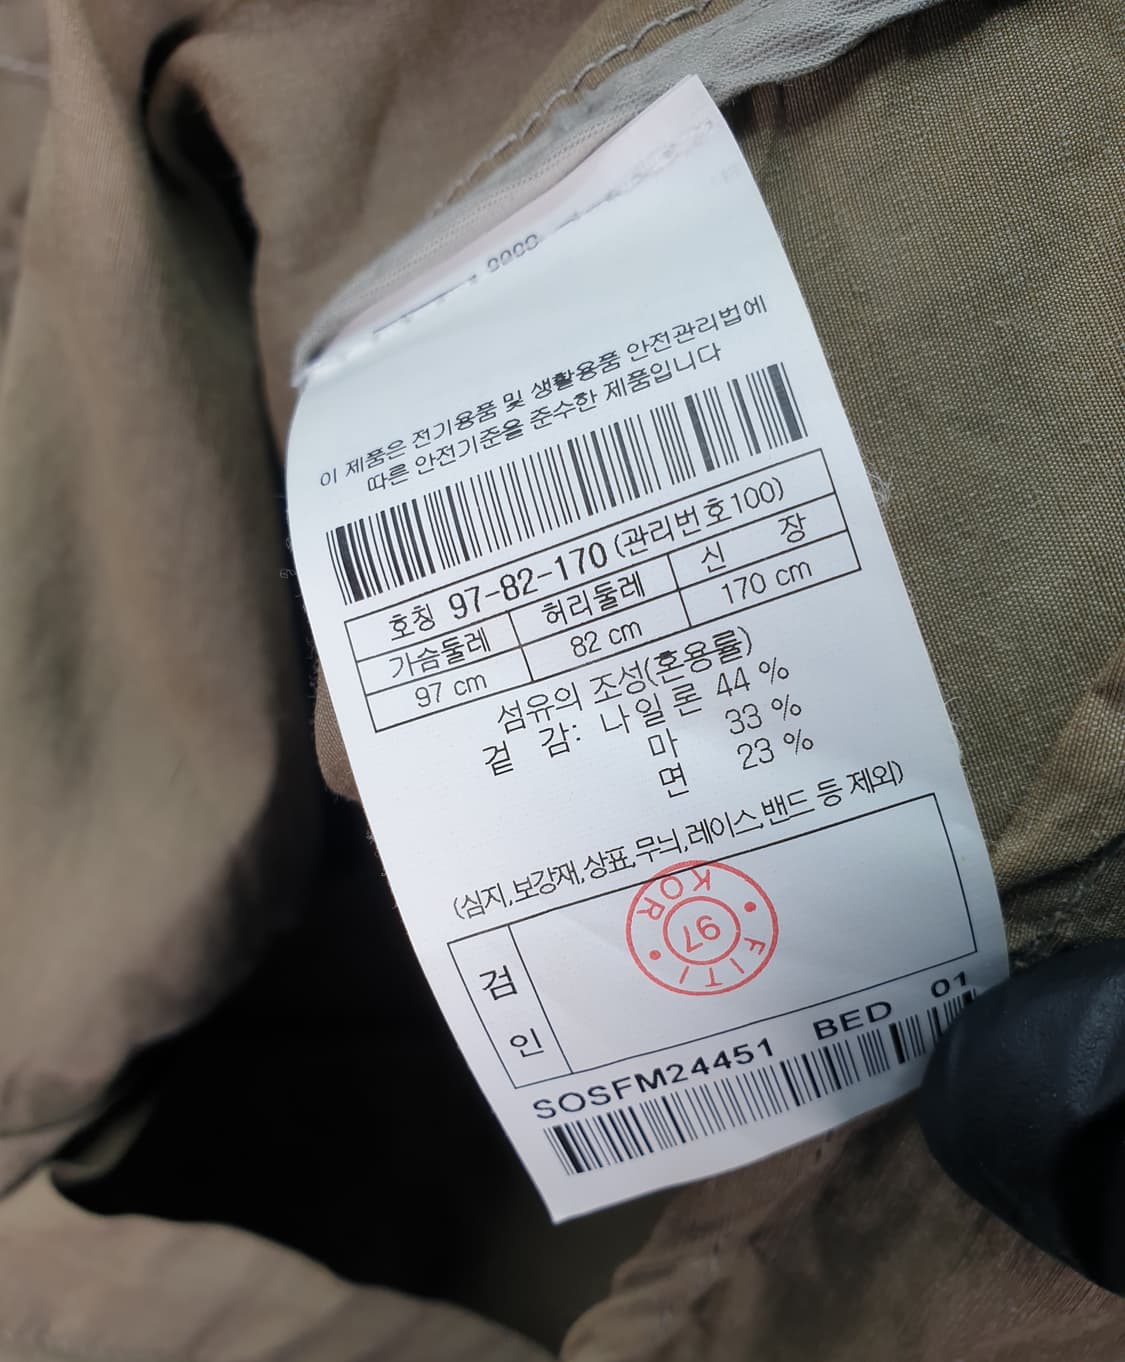 이 제품은 전기용품 및 생활용품 안전관리법에
따른 안전기준을 준수한 제품입니다
호칭 97-82-170 (관리번호100)
가슴둘레 허리둘레 신 장
97 cm 82 cm 170 cm
섬유의 조성(혼용률)
겉 감: 나일론 44 %
마 33 %
면 23 %
(심지,보강재,상표,무늬,레이스,밴드 등 제외)
검
인
KOR
97
FITI
SOSFM24451 BED 01